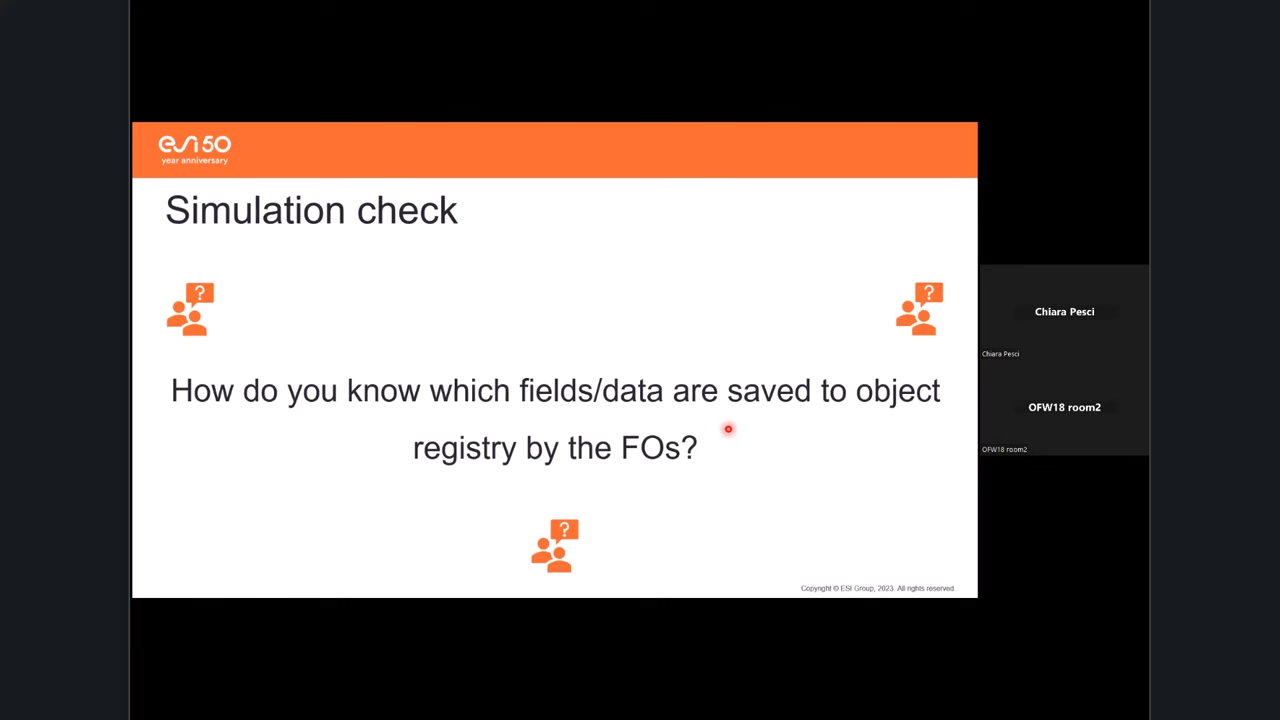 esi 50
year anniversary
Simulation check
?
?
How do you know which fields/data are saved to object
registry by the FOs?
?
Copyright © ESI Group, 2023. All rights reserved.
Chiara Pesci
Chiara Pesci
OFW18 room2
OFW18 room2